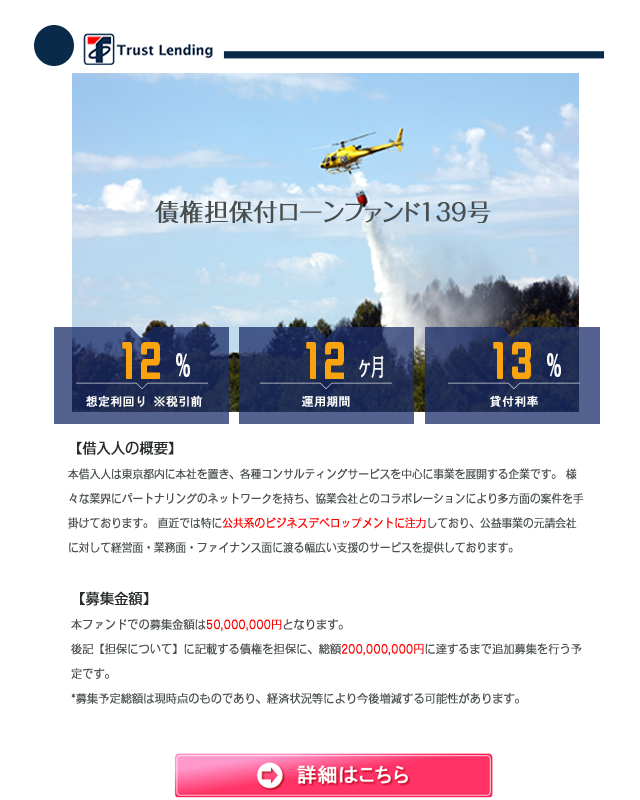 Trust Lending
債権担保付ローンファンド139号
12%
想定利回り ※税引前
12ヶ月
運用期間
13%
貸付利率
【借入人の概要】
本借入人は東京都内に本社を置き、各種コンサルティングサービスを中心に事業を展開する企業です。 様
々な業界にパートナリングのネットワークを持ち、協業会社とのコラボレーションにより多方面の案件を手
掛けております。 直近では特に公共系のビジネスデベロップメントに注力しており、公益事業の元請会社
に対して経営面・業務面・ファイナンス面に渡る幅広い支援のサービスを提供しております。
【募集金額】
本ファンドでの募集金額は50,000,000円となります。
後記【担保について】に記載する債権を担保に、総額200,000,000円に達するまで追加募集を行う予
定です。
*募集予定総額は現時点のものであり、経済状況等により今後増減する可能性があります。
詳細はこちら